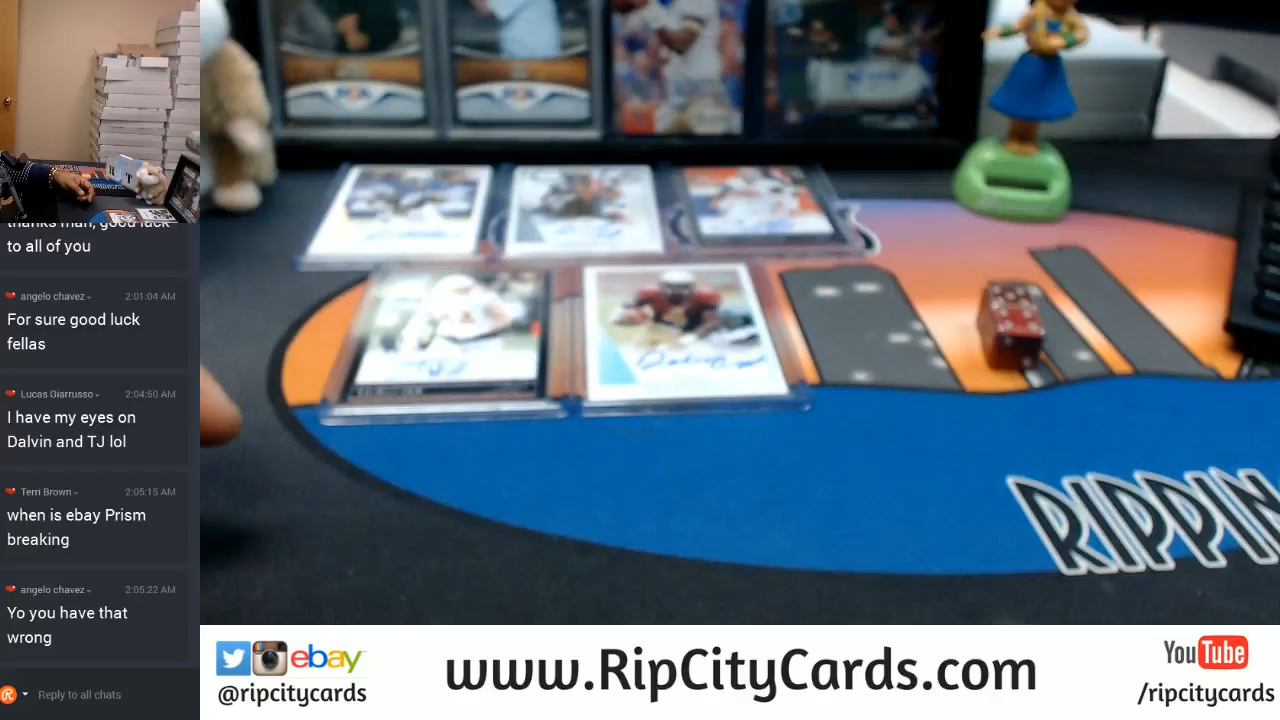 thanks man, good luck
to all of you
angelo chavez 2:01:04 AM
For sure good luck
fellas
Lucas Giarrusso 2:04:50 AM
I have my eyes on
Dalvin and TJ lol
Terri Brown 2:05:15 AM
when is ebay Prism
breaking
angelo chavez 2:05:22 AM
Yo you have that
wrong
Reply to all chats
RIPPIN
ebay
@ripcitycards
www.RipCityCards.com
YouTube
/ripcitycards